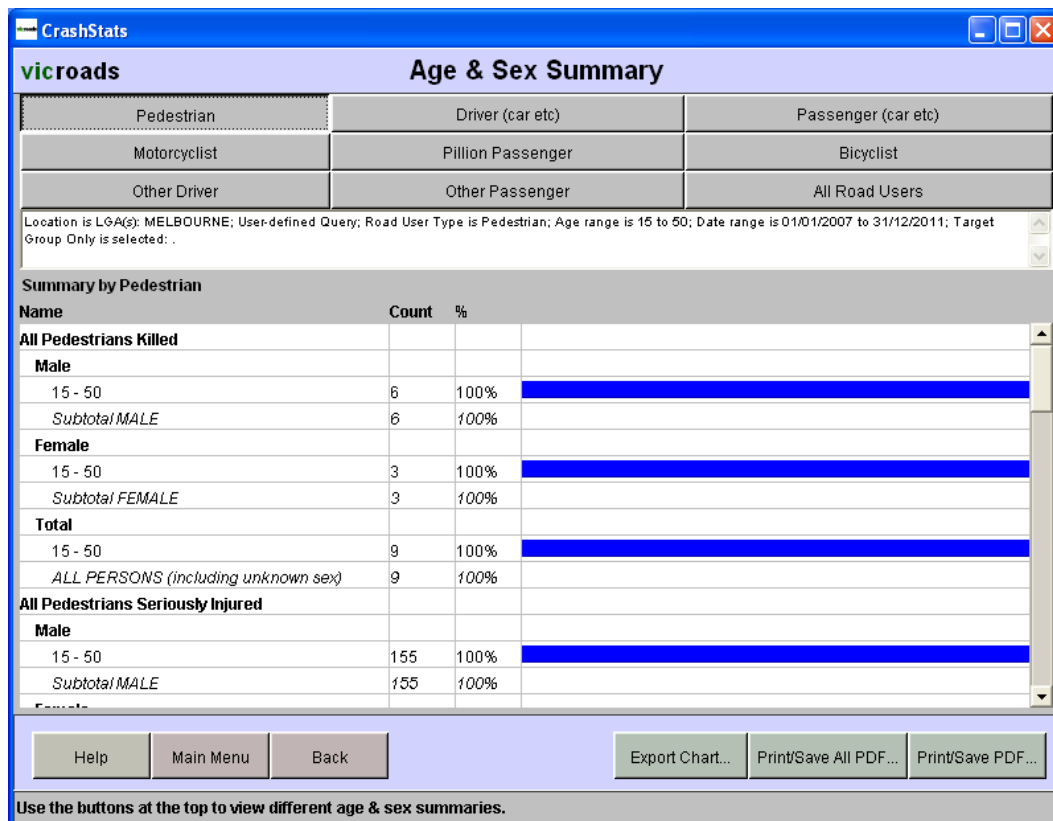 CrashStats
vicroads Age & Sex Summary
Pedestrian Driver (car etc) Passenger (car etc)
Motorcyclist Pillion Passenger Bicyclist
Other Driver Other Passenger All Road Users
Location is LGA(s): MELBOURNE; User-defined Query; Road User Type is Pedestrian; Age range is 15 to 50; Date range is 01/01/2007 to 31/12/2011; Target
Group Only is selected: .
Summary by Pedestrian
Name Count %
All Pedestrians Killed
Male
15 - 50 6 100%
Subtotal MALE 6 100%
Female
15 - 50 3 100%
Subtotal FEMALE 3 100%
Total
15 - 50 9 100%
ALL PERSONS (including unknown sex) 9 100%
All Pedestrians Seriously Injured
Male
15 - 50 155 100%
Subtotal MALE 155 100%
Help Main Menu Back Export Chart... Print/Save All PDF... Print/Save PDF...
Use the buttons at the top to view different age & sex summaries.